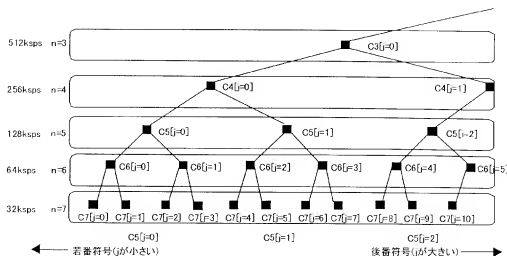 512ksps n=3 C3[j=0]
256ksps n=4 C4[j=0] C4[j=1]
128ksps n=5 C5[j=0] C5[j=1] C5[j=2]
64ksps n=6 C6[j=0] C6[j=1] C6[j=2] C6[j=3] C6[j=4] C6[j=5]
32ksps n=7 C7[j=0] C7[j=1] C7[j=2] C7[j=3] C7[j=4] C7[j=5] C7[j=6] C7[j=7] C7[j=8] C7[j=9] C7[j=10]
C5[j=0] C5[j=1] C5[j=2]
若番符号(jが小さい) 後番符号(jが大きい)